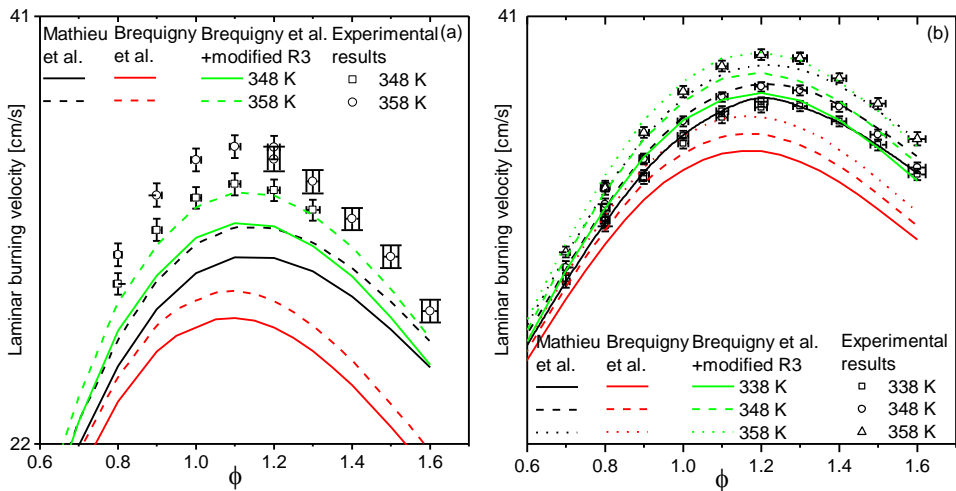 41
Mathieu et al.
Brequigny et al.
Brequigny et al. +modified R3
Experimental results
(a)
348 K
348 K
358 K
358 K
Laminar burning velocity [cm/s]
22
0.6 0.8 1.0 1.2 1.4 1.6
ϕ
41
(b)
Laminar burning velocity [cm/s]
Mathieu et al.
Brequigny et al.
Brequigny et al. +modified R3
Experimental results
338 K
338 K
348 K
348 K
358 K
358 K
0.6 0.8 1.0 1.2 1.4 1.6
ϕ